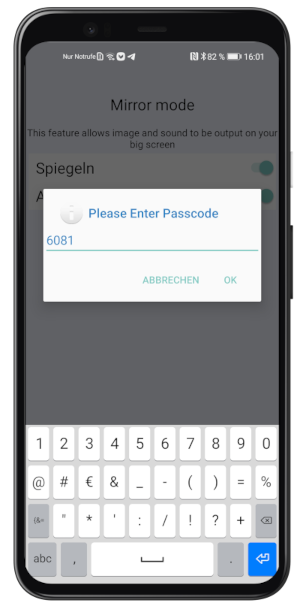 Nur Notrufe 82 % 16:01
Mirror mode
This feature allows image and sound to be output on your
big screen
Spiegeln
A
Please Enter Passcode
6081
ABBRECHEN OK
1 2 3 4 5 6 7 8 9 0
@ # € & _ - ( ) = %
{&= " * ' : / ! ? +
abc , .